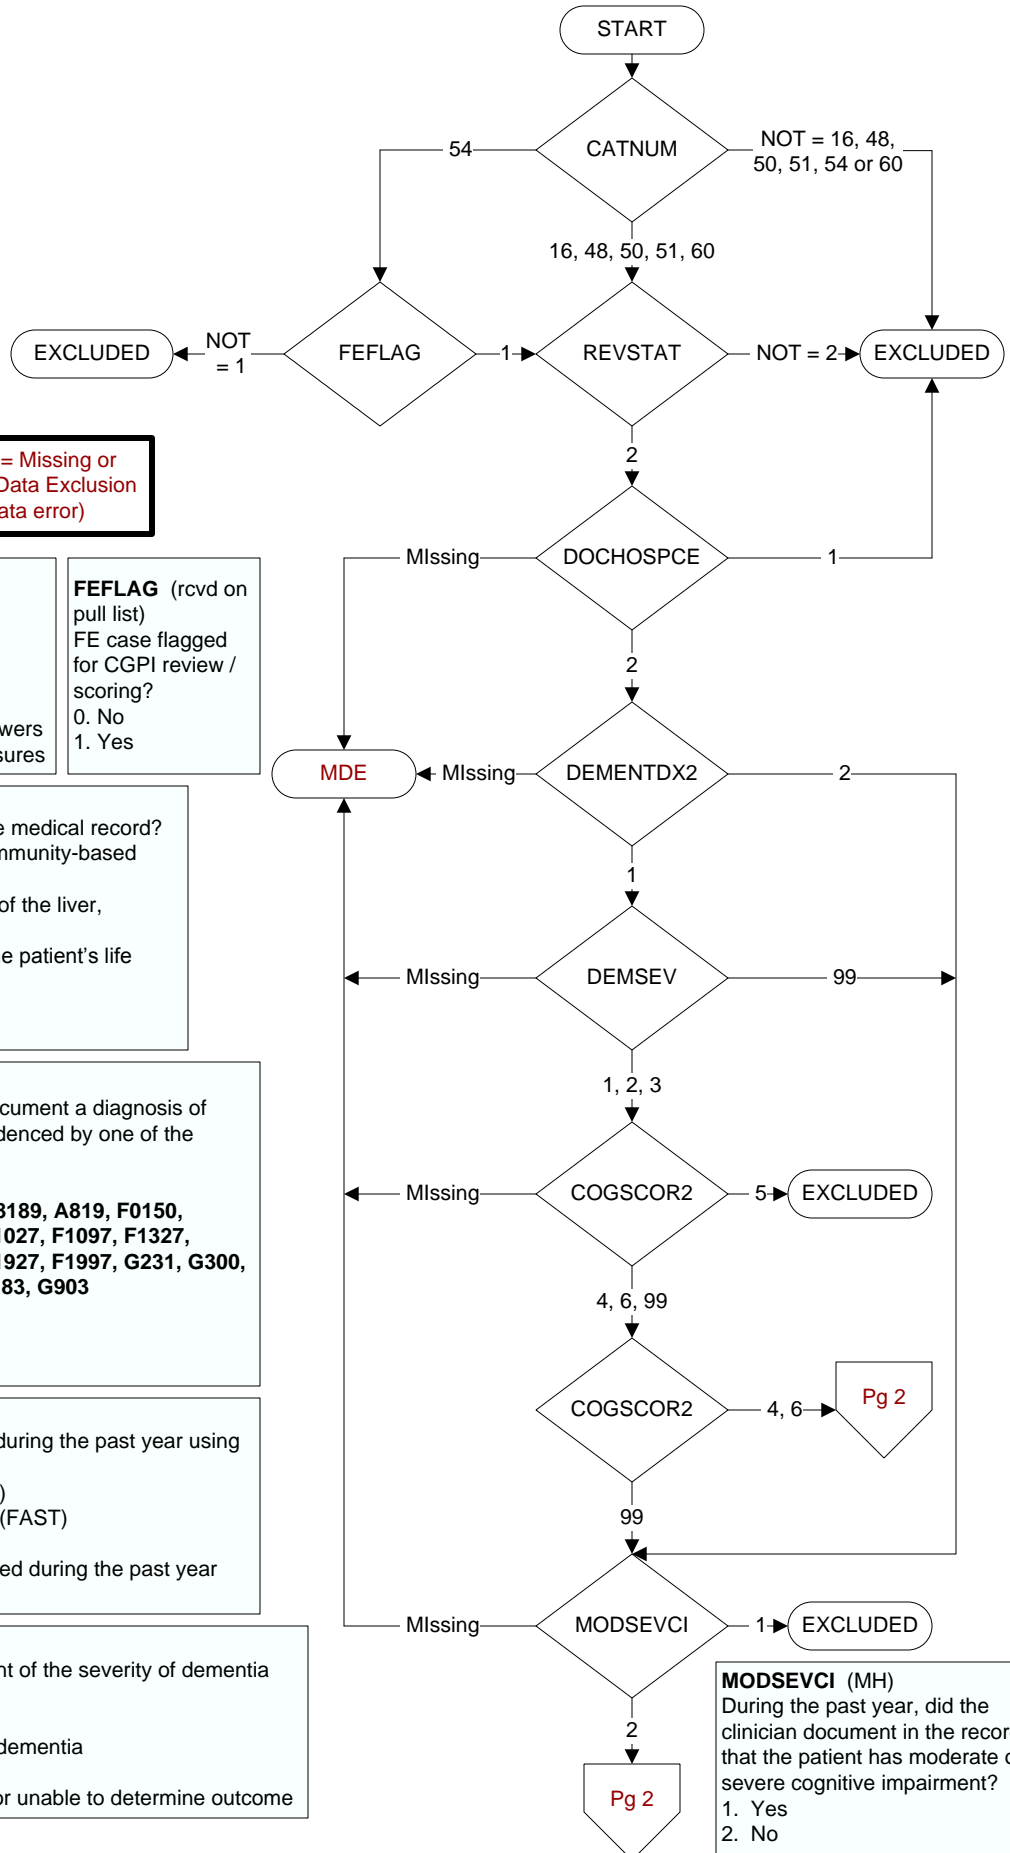 START
CATNUM
54
NOT = 16, 48,
50, 51, 54 or 60
16, 48, 50, 51, 60
EXCLUDED
NOT
= 1
FEFLAG
1
REVSTAT
NOT = 2
EXCLUDED
2
= Missing or
Data Exclusion
ata error)
MIssing
DOCHOSPCE
1
2
FEFLAG (rcvd on
pull list)
FE case flagged
for CGPI review /
scoring?
0. No
1. Yes
wers
sures
MDE
MIssing
DEMENTDX2
2
1
e medical record?
mmunity-based
of the liver,
e patient's life
MIssing
DEMSEV
99
1, 2, 3
cument a diagnosis of
denced by one of the
8189, A819, F0150,
1027, F1097, F1327,
1927, F1997, G231, G300,
83, G903
MIssing
COGSCOR2
5
EXCLUDED
4, 6, 99
COGSCOR2
4, 6
Pg 2
99
during the past year using
)
(FAST)
ed during the past year
MIssing
MODSEVCI
1
EXCLUDED
2
Pg 2
nt of the severity of dementia
dementia
or unable to determine outcome
MODSEVCI (MH)
During the past year, did the
clinician document in the recor
that the patient has moderate o
severe cognitive impairment?
1. Yes
2. No